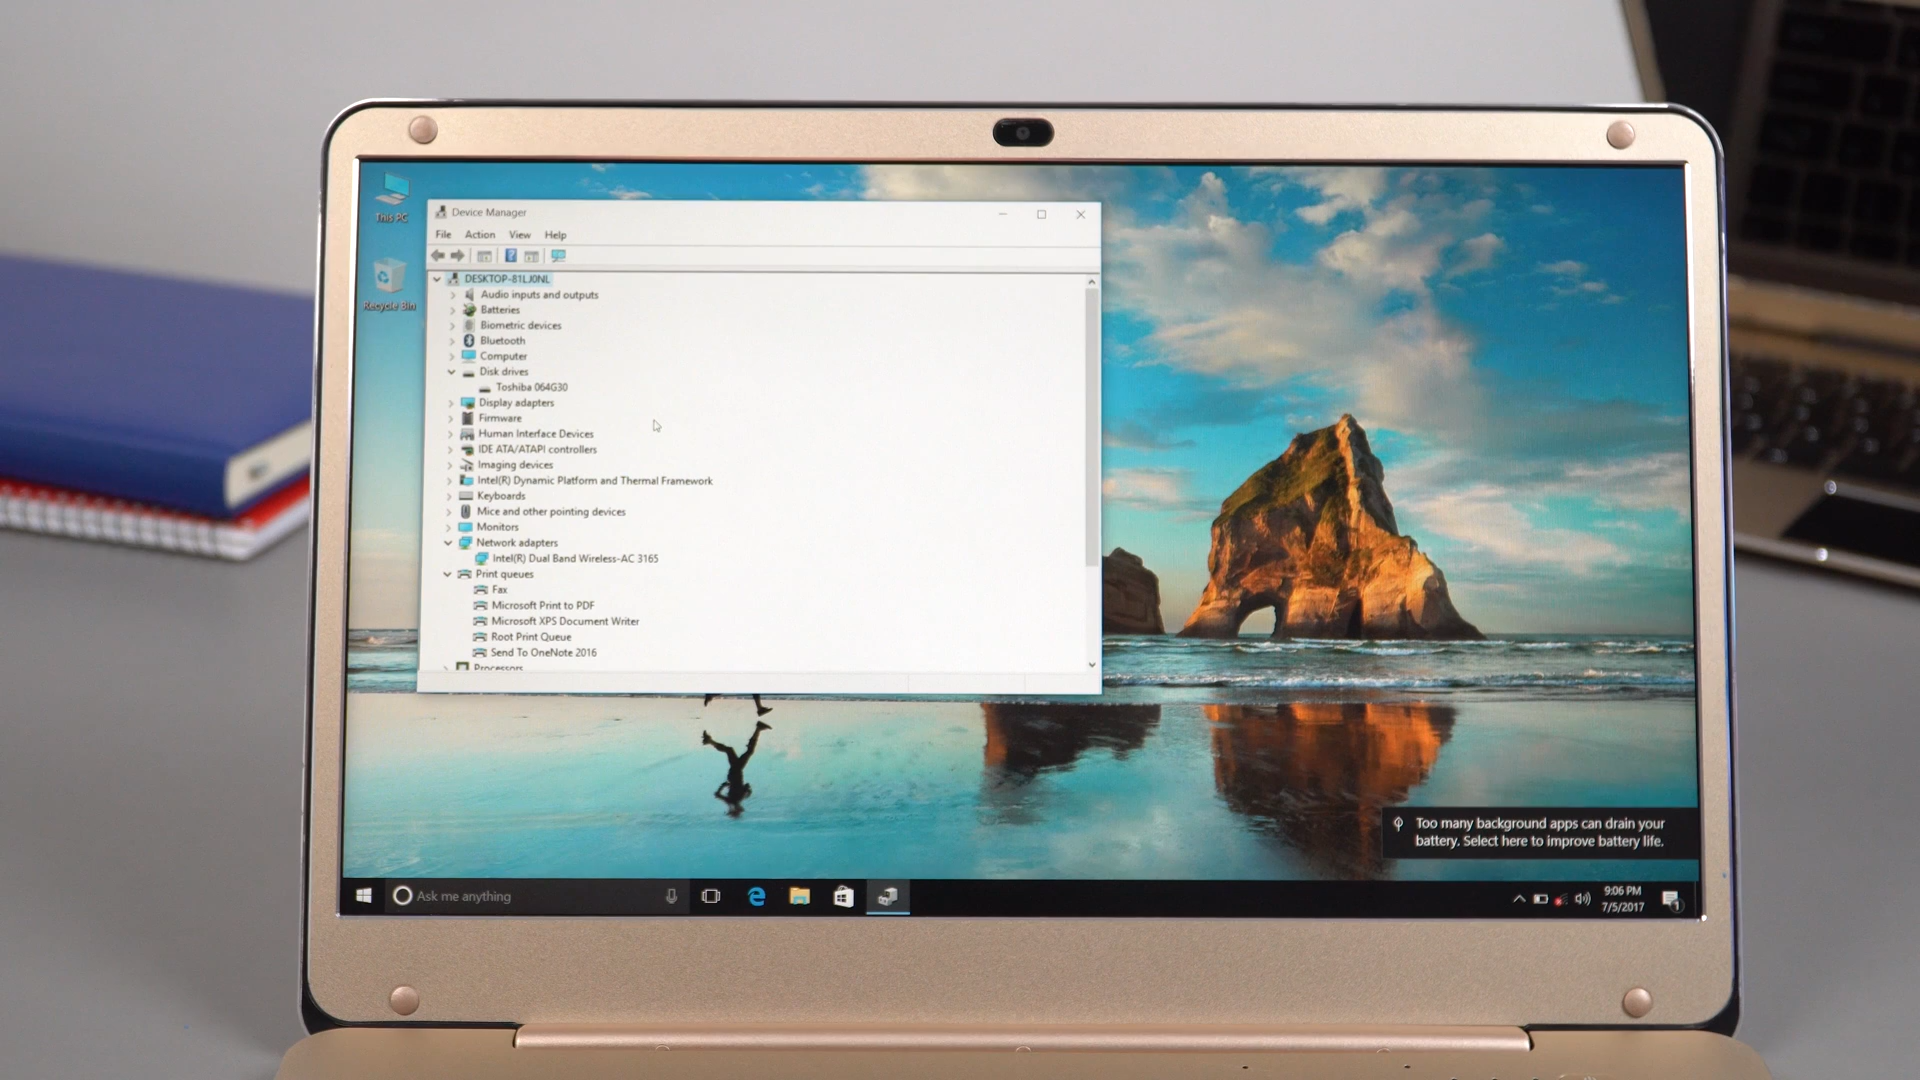 This PC
Recycle Bin
Device Manager
File Action View Help
DESKTOP-81LJ0NL
Audio inputs and outputs
Batteries
Biometric devices
Bluetooth
Computer
Disk drives
Toshiba 064G30
Display adapters
Firmware
Human Interface Devices
IDE ATA/ATAPI controllers
Imaging devices
Intel(R) Dynamic Platform and Thermal Framework
Keyboards
Mice and other pointing devices
Monitors
Network adapters
Intel(R) Dual Band Wireless-AC 3165
Print queues
Fax
Microsoft Print to PDF
Microsoft XPS Document Writer
Root Print Queue
Send To OneNote 2016
Processors
Too many background apps can drain your
battery. Select here to improve battery life.
Ask me anything
9:06 PM
7/5/2017
1